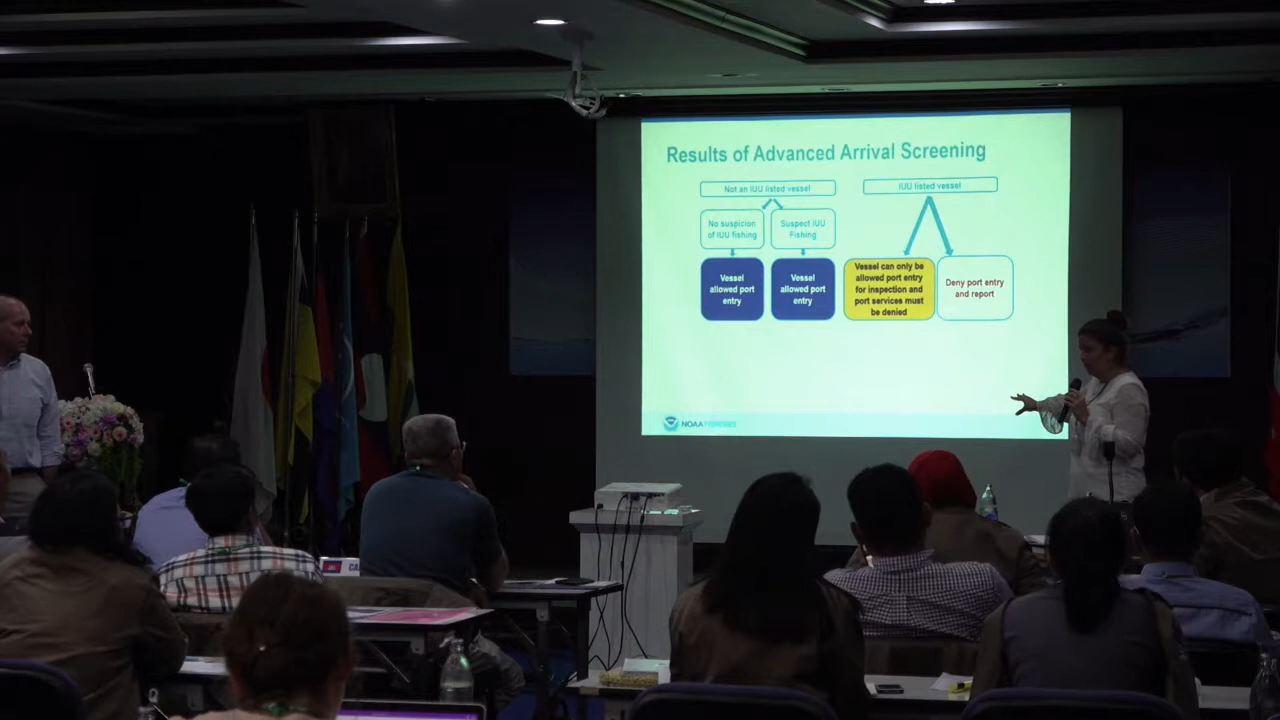 Results of Advanced Arrival Screening
Not an IUU listed vessel
IUU listed vessel
No suspicion
of IUU fishing
Suspect IUU
Fishing
Vessel
allowed port
entry
Vessel
allowed port
entry
Vessel can only be
allowed port entry
for inspection and
port services must
be denied
Deny port entry
and report
NOAA FISHERIES
CA